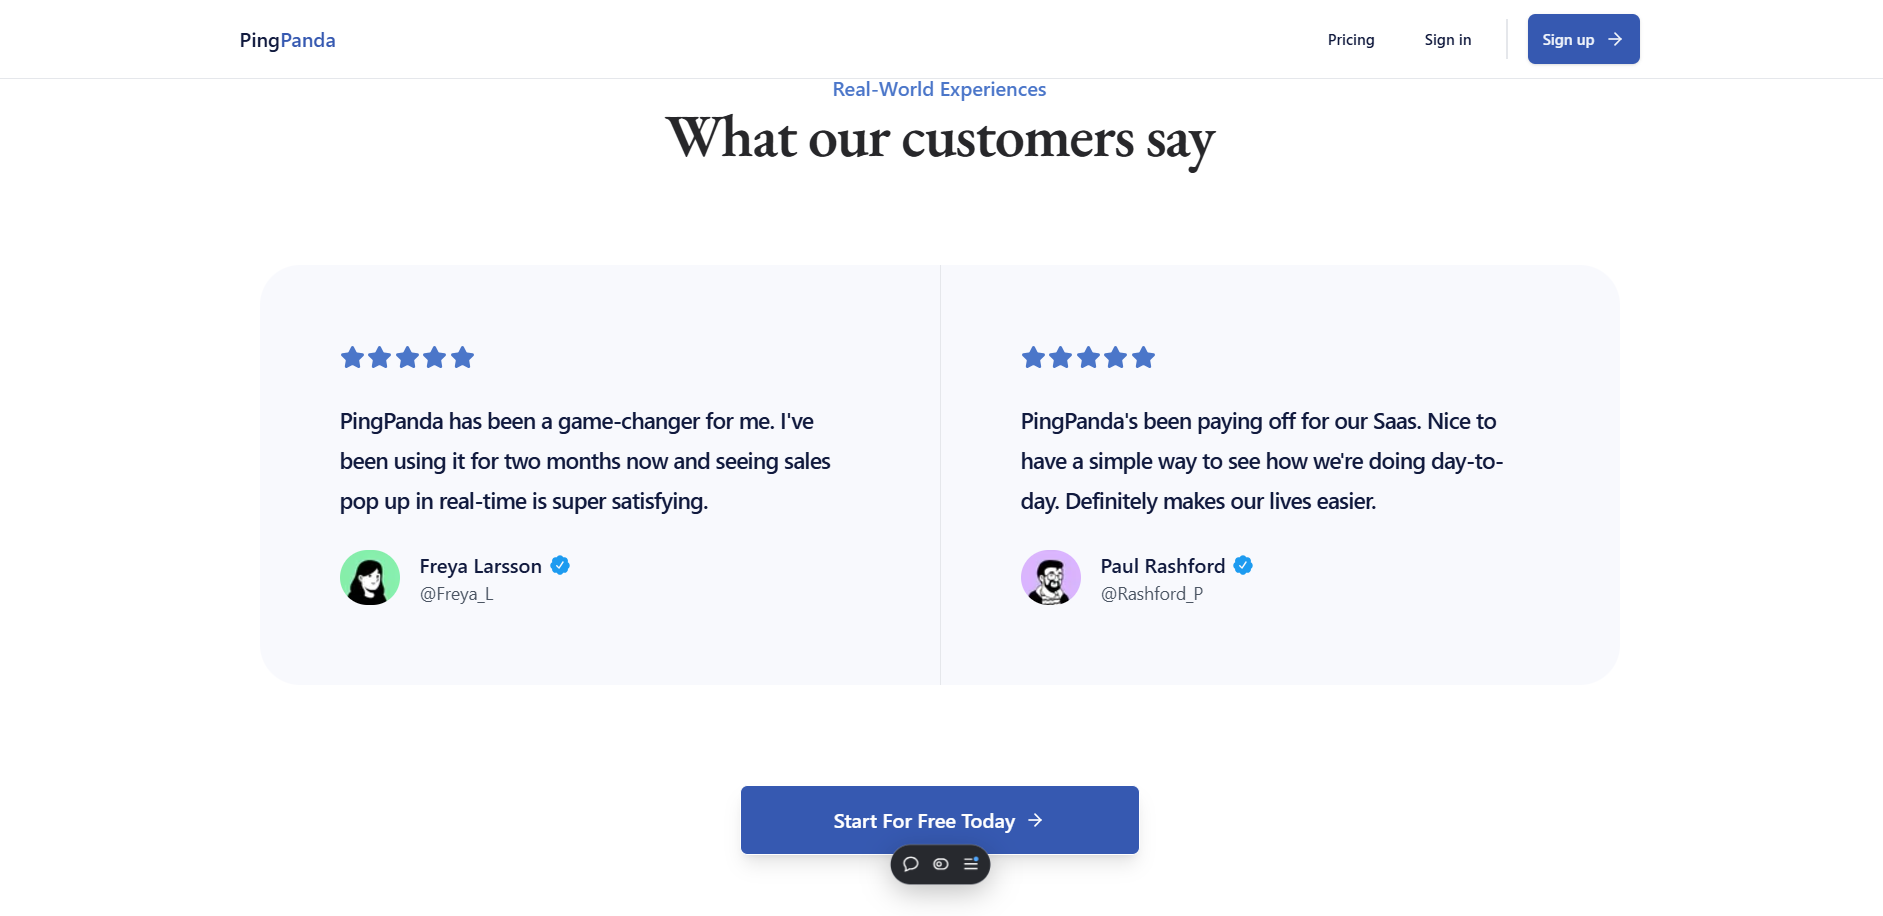 PingPanda
Pricing
Sign in
Sign up
Real-World Experiences
What our customers say
PingPanda has been a game-changer for me. I've
been using it for two months now and seeing sales
pop up in real-time is super satisfying.
Freya Larsson
@Freya_L
PingPanda's been paying off for our Saas. Nice to
have a simple way to see how we're doing day-to-
day. Definitely makes our lives easier.
Paul Rashford
@Rashford_P
Start For Free Today